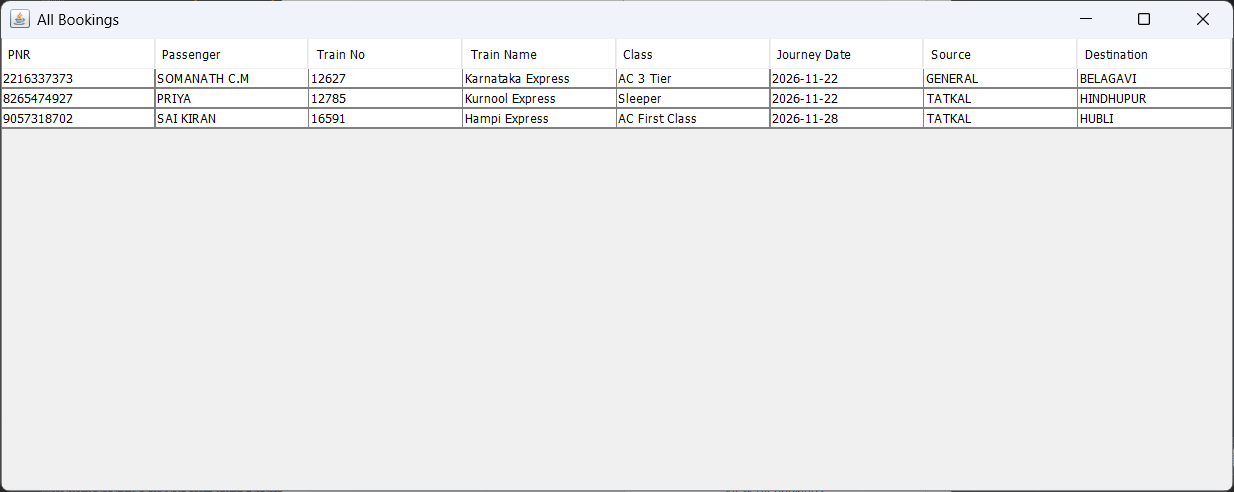 All Bookings
PNR Passenger Train No Train Name Class Journey Date Source Destination
2216337373 SOMANATH C.M 12627 Karnataka Express AC 3 Tier 2026-11-22 GENERAL BELAGAVI
8265474927 PRIYA 12785 Kurnool Express Sleeper 2026-11-22 TATKAL HINDHUPUR
9057318702 SAI KIRAN 16591 Hampi Express AC First Class 2026-11-28 TATKAL HUBLI